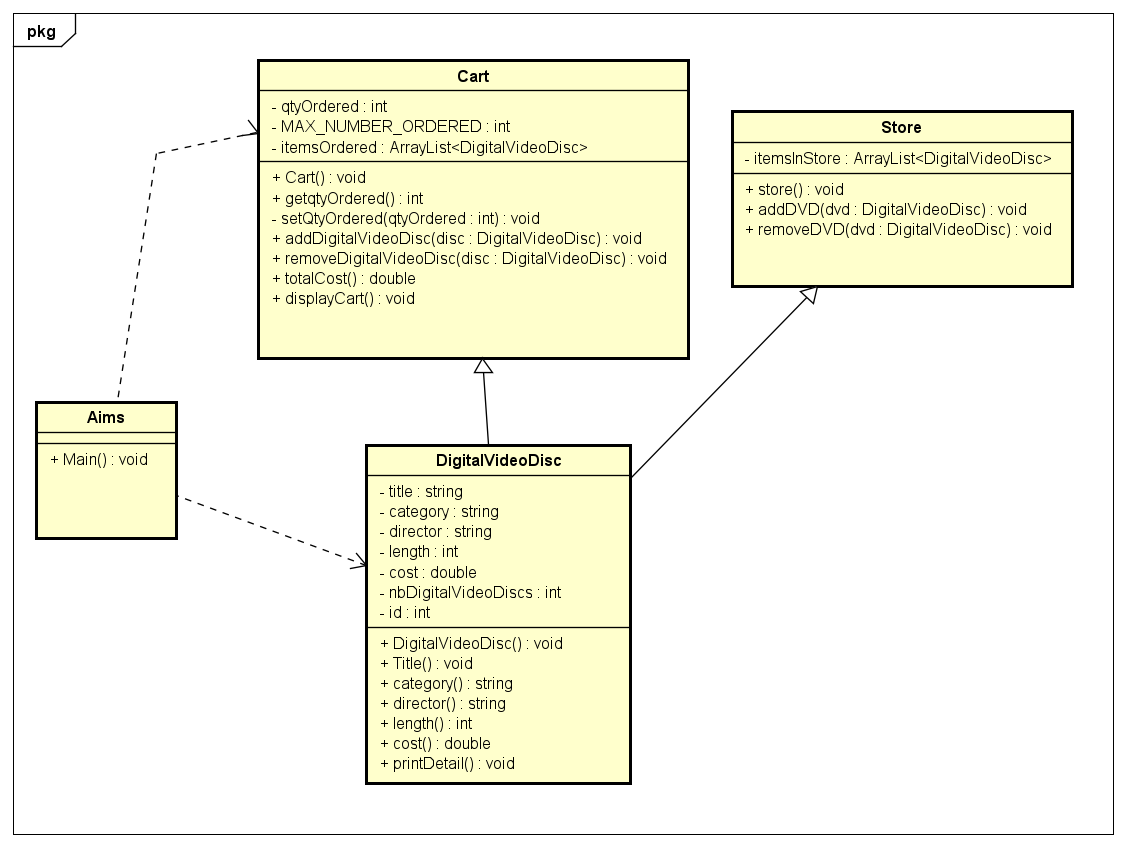 pkg
Cart
- qtyOrdered : int
- MAX_NUMBER_ORDERED : int
- itemsOrdered : ArrayList<DigitalVideoDisc>
+ Cart() : void
+ getqtyOrdered() : int
- setQtyOrdered(qtyOrdered : int) : void
+ addDigitalVideoDisc(disc : DigitalVideoDisc) : void
+ removeDigitalVideoDisc(disc : DigitalVideoDisc) : void
+ totalCost() : double
+ displayCart() : void
Store
- itemsInStore : ArrayList<DigitalVideoDisc>
+ store() : void
+ addDVD(dvd : DigitalVideoDisc) : void
+ removeDVD(dvd : DigitalVideoDisc) : void
Aims
+ Main() : void
DigitalVideoDisc
- title : string
- category : string
- director : string
- length : int
- cost : double
- nbDigitalVideoDiscs : int
- id : int
+ DigitalVideoDisc() : void
+ Title() : void
+ category() : string
+ director() : string
+ length() : int
+ cost() : double
+ printDetail() : void